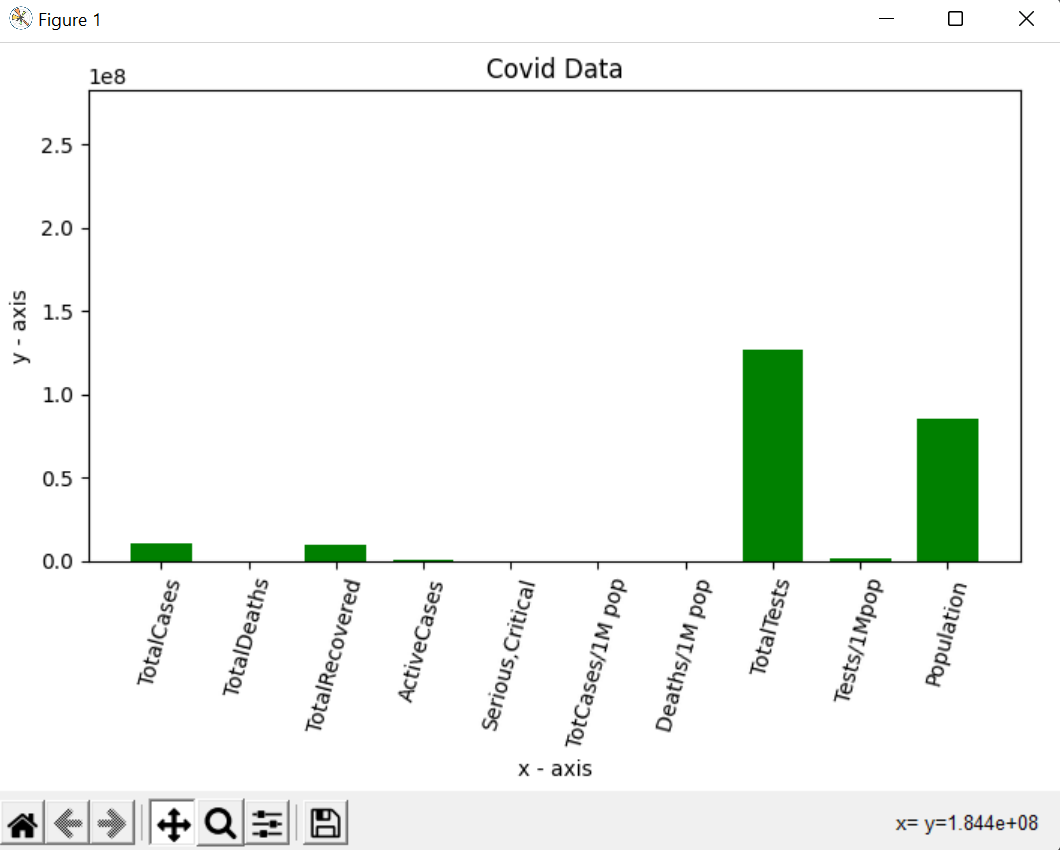 Figure 1
Covid Data
1e8
2.5
2.0
1.5
1.0
0.5
0.0
y - axis
TotalCases
TotalDeaths
TotalRecovered
ActiveCases
Serious,Critical
TotCases/1M pop
Deaths/1M pop
TotalTests
Tests/1Mpop
Population
x - axis
x= y=1.844e+08